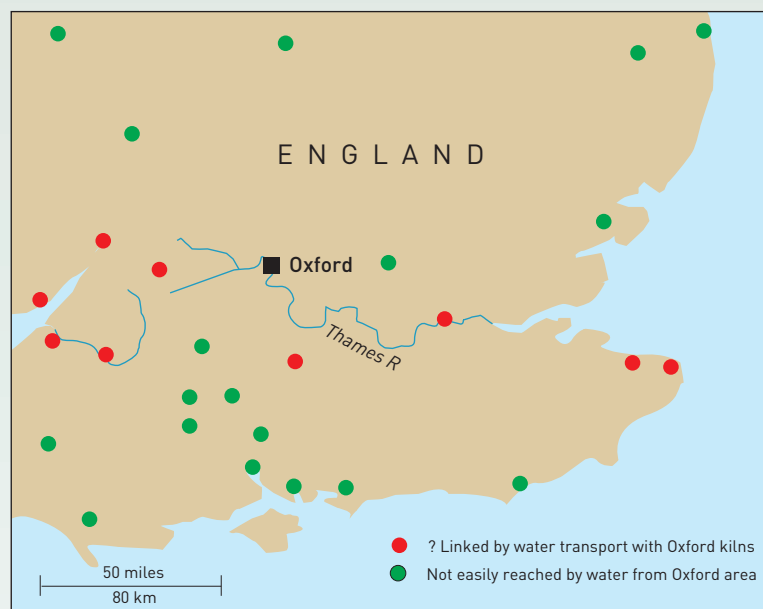 ENGLAND
Oxford
Thames R
? Linked by water transport with Oxford kilns
Not easily reached by water from Oxford area
50 miles
80 km